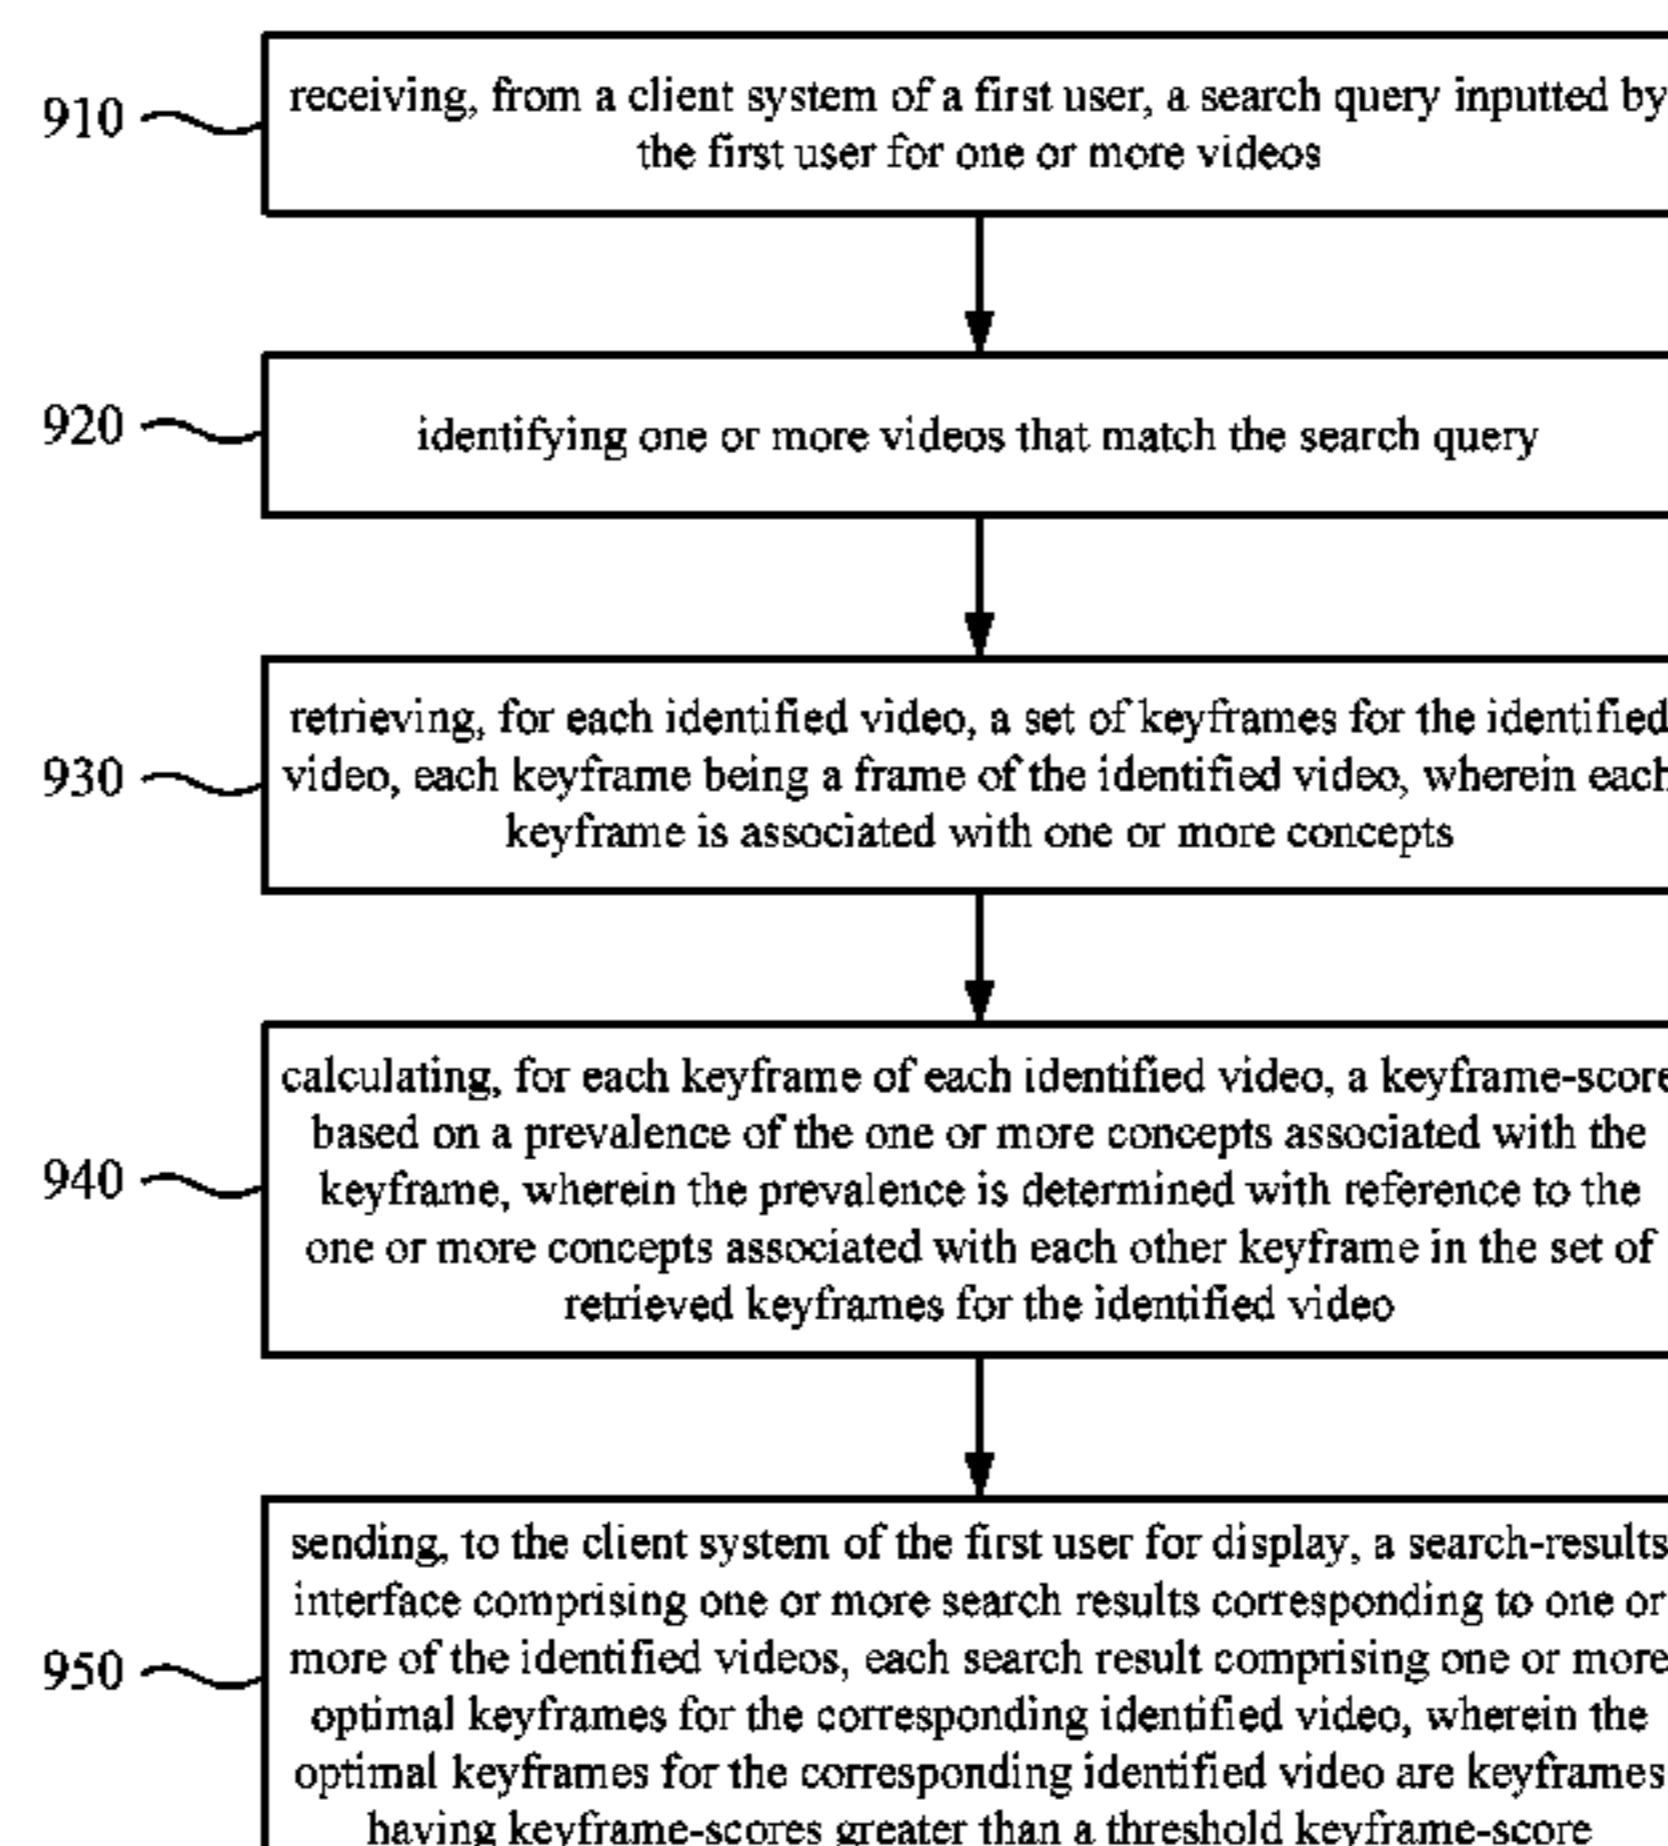 910
receiving, from a client system of a first user, a search query inputted by
the first user for one or more videos
920
identifying one or more videos that match the search query
930
retrieving, for each identified video, a set of keyframes for the identified
video, each keyframe being a frame of the identified video, wherein each
keyframe is associated with one or more concepts
940
calculating, for each keyframe of each identified video, a keyframe-score
based on a prevalence of the one or more concepts associated with the
keyframe, wherein the prevalence is determined with reference to the
one or more concepts associated with each other keyframe in the set of
retrieved keyframes for the identified video
950
sending, to the client system of the first user for display, a search-results
interface comprising one or more search results corresponding to one or
more of the identified videos, each search result comprising one or more
optimal keyframes for the corresponding identified video, wherein the
optimal keyframes for the corresponding identified video are keyframes
having keyframe-scores greater than a threshold keyframe-score